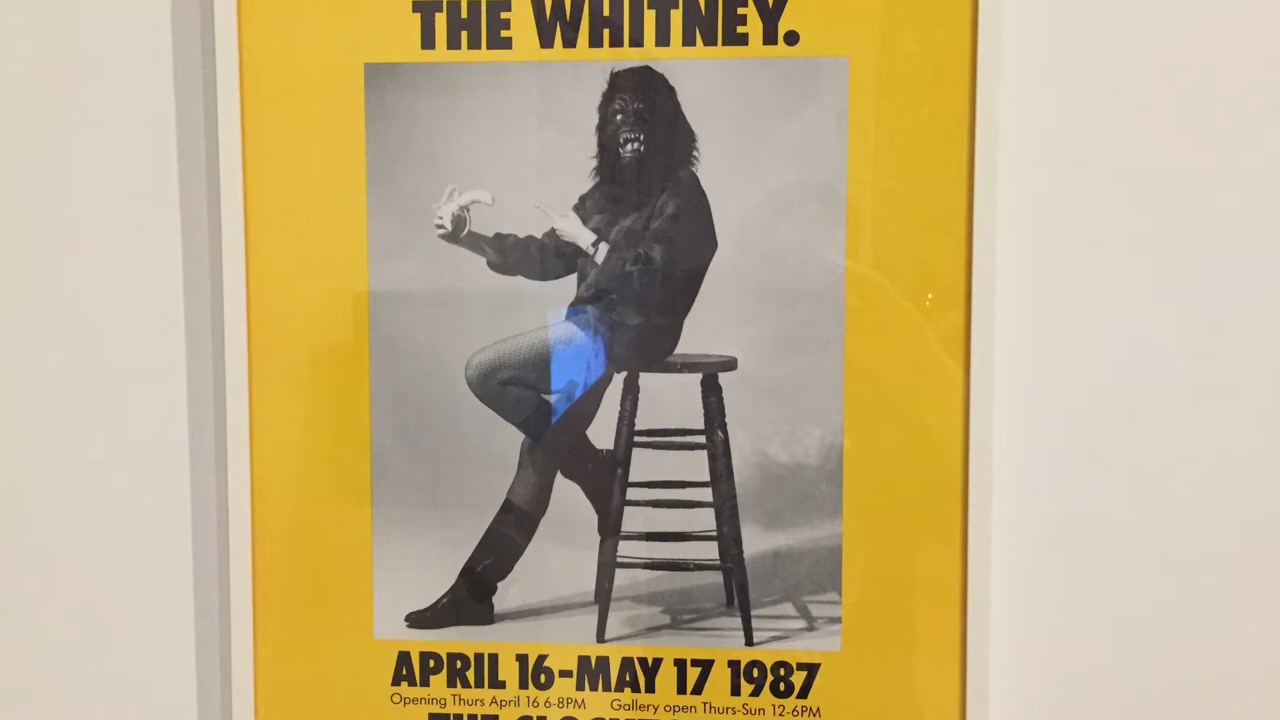 THE WHITNEY.
APRIL 16-MAY 17 1987
Opening Thurs April 16 6-8PM Gallery open Thurs-Sun 12-6PM
THE